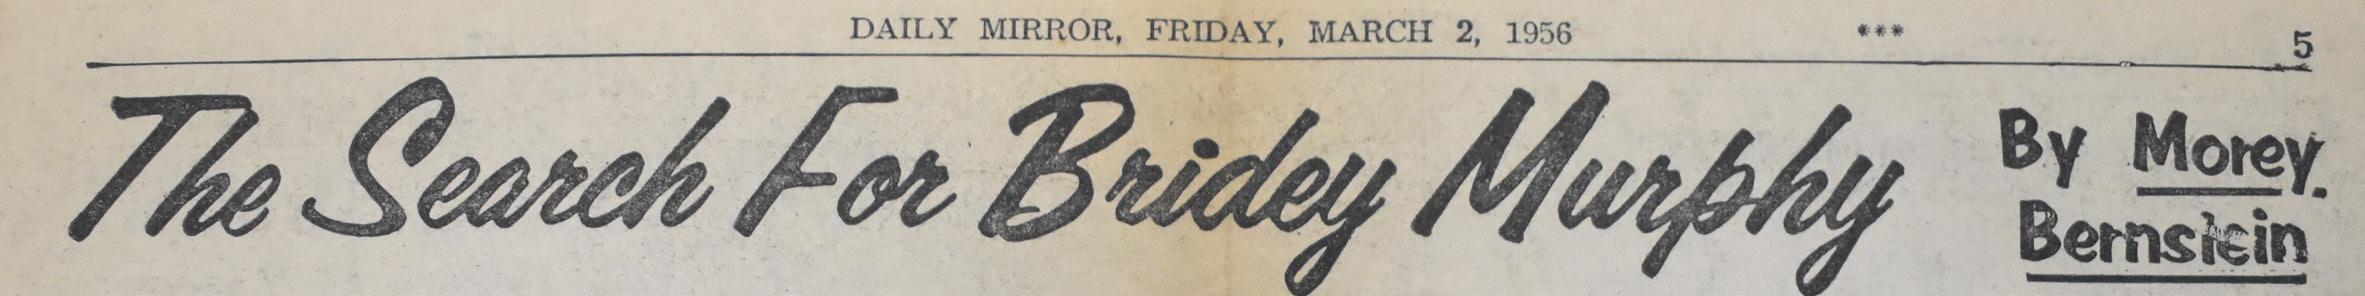 DAILY MIRROR, FRIDAY, MARCH 2, 1956 *** 5
The Search For Bridey Murphy
By Morey
Bernstein